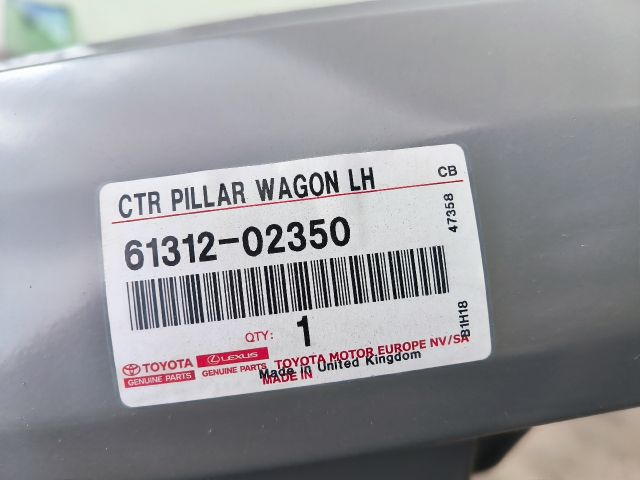 CTR PILLAR WAGON LH
CB
61312-02350
47358
QTY: 1
B1H18
TOYOTA
GENUINE PARTS
LEXUS
GENUINE PARTS
TOYOTA MOTOR EUROPE NV/SA
MADE IN
Made in United Kingdom